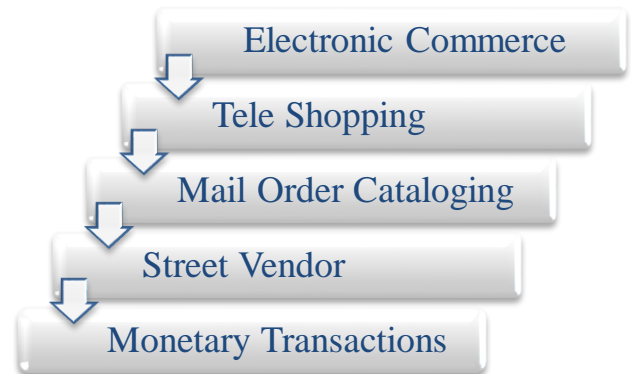 Electronic Commerce
Tele Shopping
Mail Order Cataloging
Street Vendor
Monetary Transactions